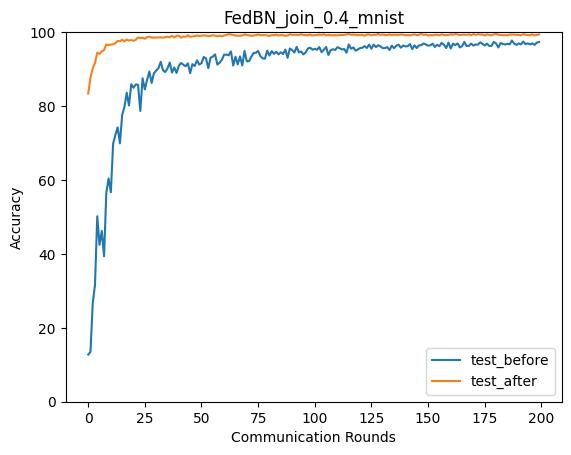 FedBN_join_0.4_mnist
100
80
60
40
20
0
Accuracy
test_before
test_after
0 25 50 75 100 125 150 175 200
Communication Rounds